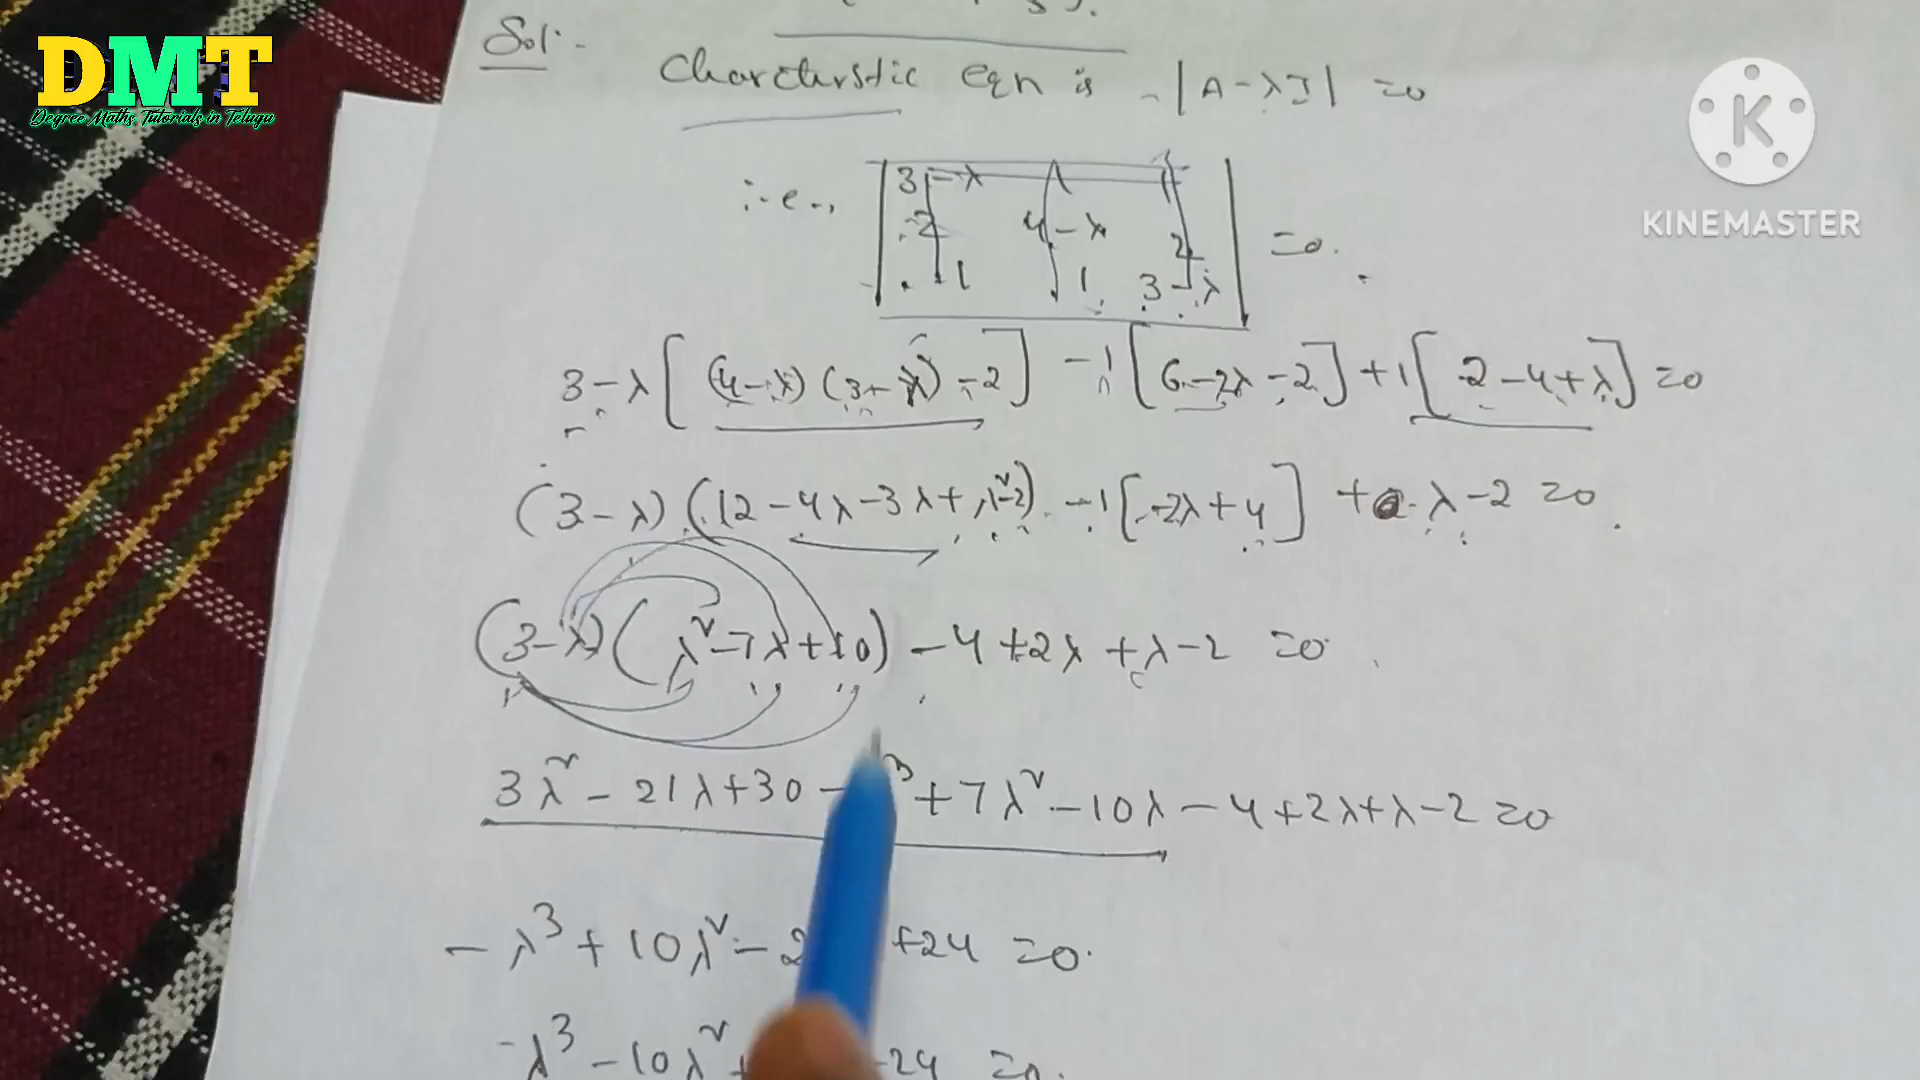 DMT
Degree Maths Tutorials in Telugu
K
KINEMASTER
Sol:-
Charcturstic eqn is - |A-λI| =0
i.e., | 3-λ 1 1
2 4-λ 2
1 1 3-λ | =0.
3-λ[(4-λ)(3-λ)-2] -1[6-2λ-2]+1[2-4+λ]=0
(3-λ)(12-4λ-3λ+λ²-2) -1[-2λ+4] + λ-2=0.
(3-λ)(λ²-7λ+10)-4+2λ+λ-2=0
3λ²-21λ+30- ³+7λ²-10λ-4+2λ+λ-2=0
-λ³+10λ²-2 +24=0.
-λ³-10λ²+ -24=0.